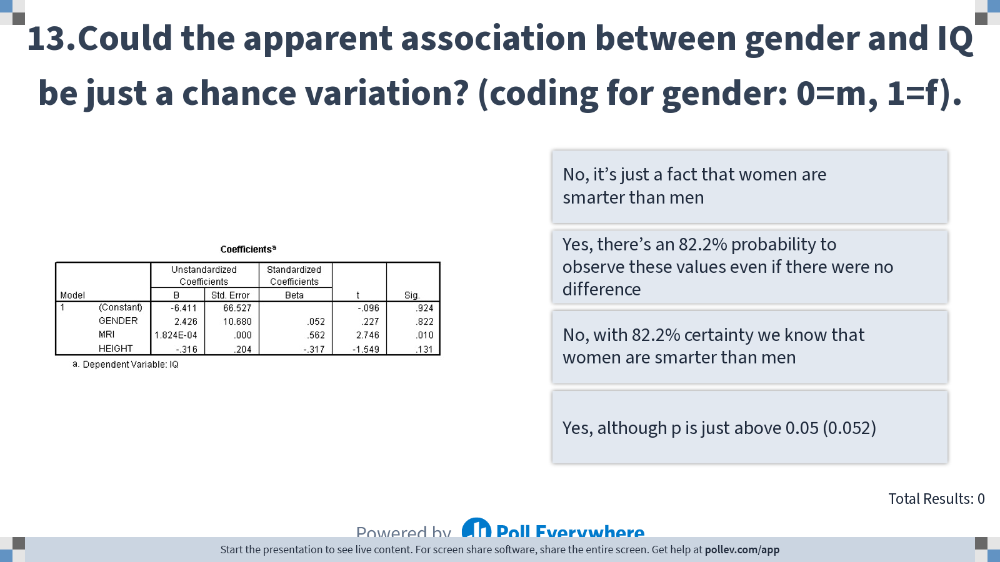 13.Could the apparent association between gender and IQ
be just a chance variation? (coding for gender: 0=m, 1=f).
No, it’s just a fact that women are
smarter than men
Yes, there’s an 82.2% probability to
observe these values even if there were no
difference
No, with 82.2% certainty we know that
women are smarter than men
Yes, although p is just above 0.05 (0.052)
Coefficientsa
Unstandardized Standardized
Coefficients Coefficients
Model B Std. Error Beta t Sig.
1 (Constant) -6.411 66.527 -.096 .924
GENDER 2.426 10.680 .052 .227 .822
MRI 1.824E-04 .000 .562 2.746 .010
HEIGHT -.316 .204 -.317 -1.549 .131
a. Dependent Variable: IQ
Total Results: 0
Powered by Poll Everywhere
Start the presentation to see live content. For screen share software, share the entire screen. Get help at pollev.com/app